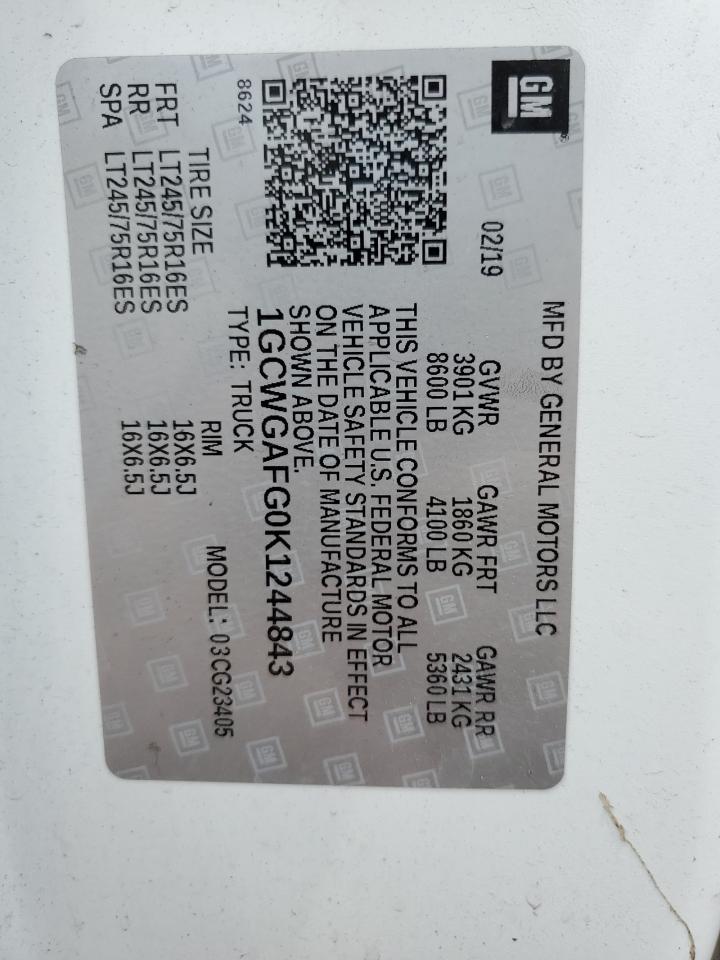 GM
MFD BY GENERAL MOTORS LLC
02/19 GVWR GAWR FRT GAWR RR
3901 KG 1860 KG 2431 KG
8600 LB 4100 LB 5360 LB
THIS VEHICLE CONFORMS TO ALL
APPLICABLE U.S. FEDERAL MOTOR
VEHICLE SAFETY STANDARDS IN EFFECT
ON THE DATE OF MANUFACTURE
SHOWN ABOVE.
1GCWGAFG0K1244843
8624 TYPE: TRUCK
MODEL: 03CG23405
TIRE SIZE RIM
FRT LT245/75R16ES 16X6.5J
RR LT245/75R16ES 16X6.5J
SPA LT245/75R16ES 16X6.5J